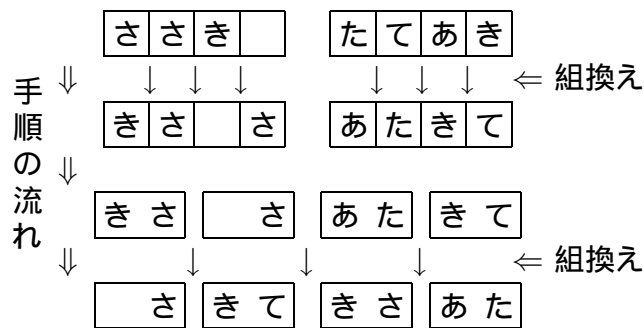 ささき　 たてあき
⇓ ↓ ↓ ↓ ↓ ↓ ↓ ⇐ 組換え
きさ　さ あたきて
⇓
きさ 　さ あた きて
⇓ ↓ ↓ ↓ ⇐ 組換え
　さ きて きさ あた
手順の流れ